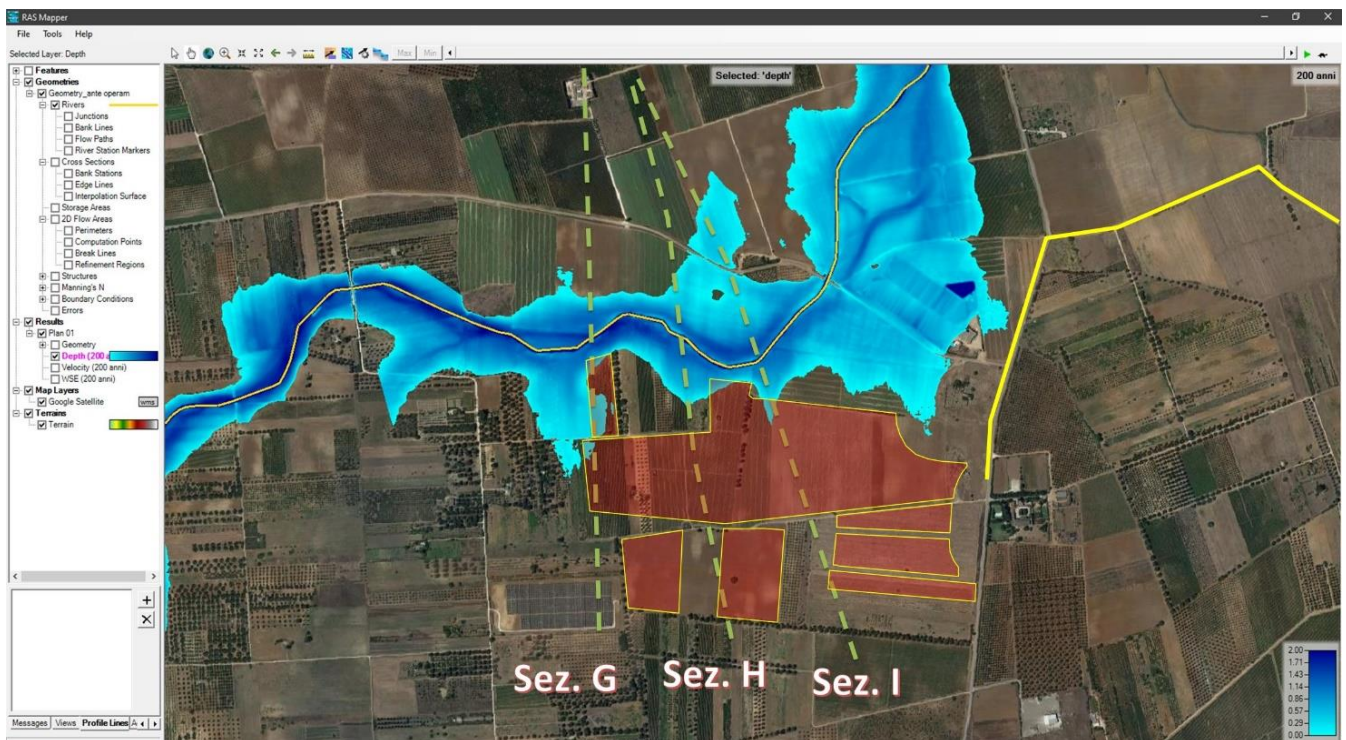 RAS Mapper
File Tools Help
Selected Layer: Depth
Max Min
Features
Geometries
Geometry_ante operam
Rivers
Junctions
Bank Lines
Flow Paths
River Station Markers
Cross Sections
Bank Stations
Edge Lines
Interpolation Surface
Storage Areas
2D Flow Areas
Perimeters
Computation Points
Break Lines
Refinement Regions
Structures
Manning's N
Boundary Conditions
Errors
Results
Plan 01
Geometry
Depth (200 a
Velocity (200 anni)
WSE (200 anni)
Map Layers
Google Satellite wms
Terrains
Terrain
Selected: 'depth'
200 anni
Sez. G
Sez. H
Sez. I
2.00
1.71
1.43
1.14
0.86
0.57
0.29
0.00
Messages Views Profile Lines A